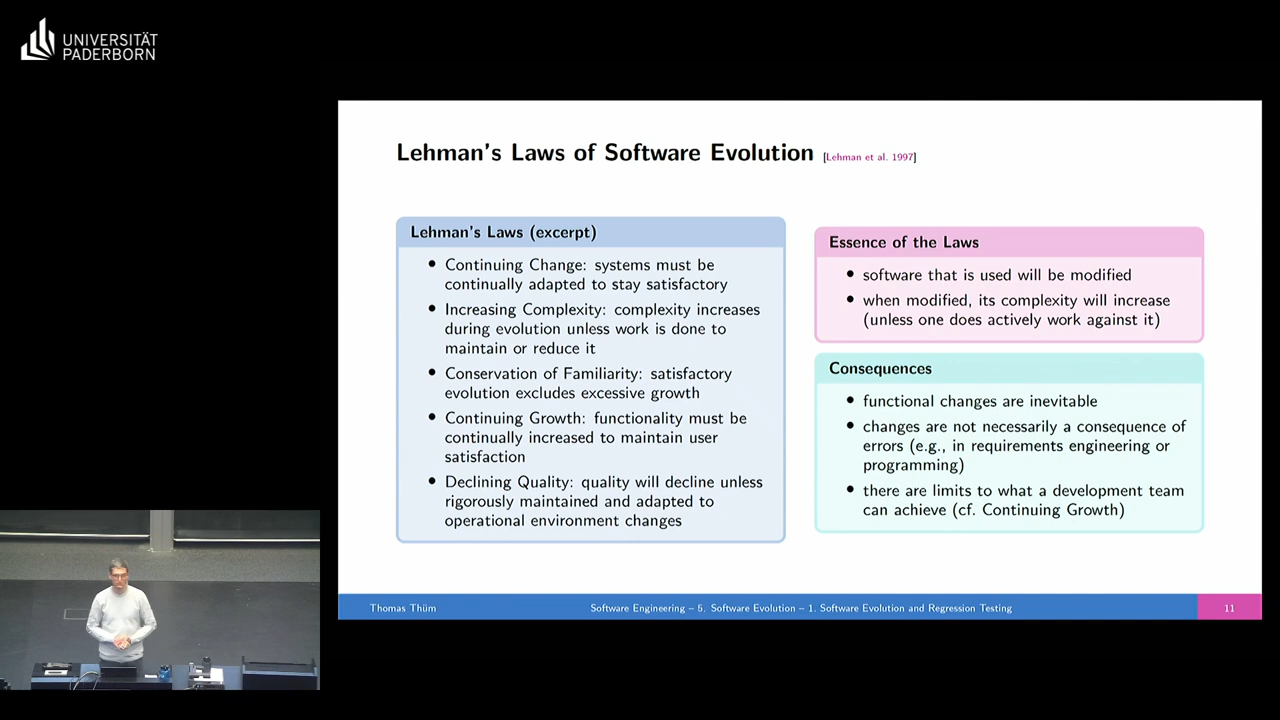 UNIVERSITÄT
PADERBORN
Lehman's Laws of Software Evolution [Lehman et al. 1997]
Lehman's Laws (excerpt)
• Continuing Change: systems must be
continually adapted to stay satisfactory
• Increasing Complexity: complexity increases
during evolution unless work is done to
maintain or reduce it
• Conservation of Familiarity: satisfactory
evolution excludes excessive growth
• Continuing Growth: functionality must be
continually increased to maintain user
satisfaction
• Declining Quality: quality will decline unless
rigorously maintained and adapted to
operational environment changes
Essence of the Laws
• software that is used will be modified
• when modified, its complexity will increase
(unless one does actively work against it)
Consequences
• functional changes are inevitable
• changes are not necessarily a consequence of
errors (e.g., in requirements engineering or
programming)
• there are limits to what a development team
can achieve (cf. Continuing Growth)
Thomas Thüm
Software Engineering – 5. Software Evolution – 1. Software Evolution and Regression Testing
11